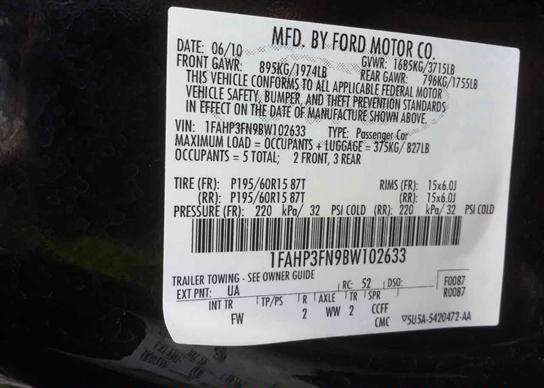 MFD. BY FORD MOTOR CO.
DATE: 06/10 GVWR: 1685KG/3715LB
FRONT GAWR: 895KG/1974LB REAR GAWR: 796KG/1755LB
THIS VEHICLE CONFORMS TO ALL APPLICABLE FEDERAL MOTOR
VEHICLE SAFETY, BUMPER, AND THEFT PREVENTION STANDARDS
IN EFFECT ON THE DATE OF MANUFACTURE SHOWN ABOVE.
VIN: 1FAHP3FN9BW102633 TYPE: Passenger Car
MAXIMUM LOAD = OCCUPANTS + LUGGAGE = 375KG/ 827LB
OCCUPANTS = 5 TOTAL; 2 FRONT, 3 REAR
TIRE (FR): P195/60R15 87T RIMS (FR): 15x6.0J
(RR): P195/60R15 87T (RR): 15x6.0J
PRESSURE (FR): 220 kPa/ 32 PSI COLD (RR): 220 kPa/ 32 PSI COLD
1FAHP3FN9BW102633
TRAILER TOWING - SEE OWNER GUIDE
EXT PNT: UA RC: 52 DSO: F0087
R0087
INT TR TP/PS R AXLE TR SPR
FW 2 WW 2 CCFF
CMC ▽5U5A-5420472-AA